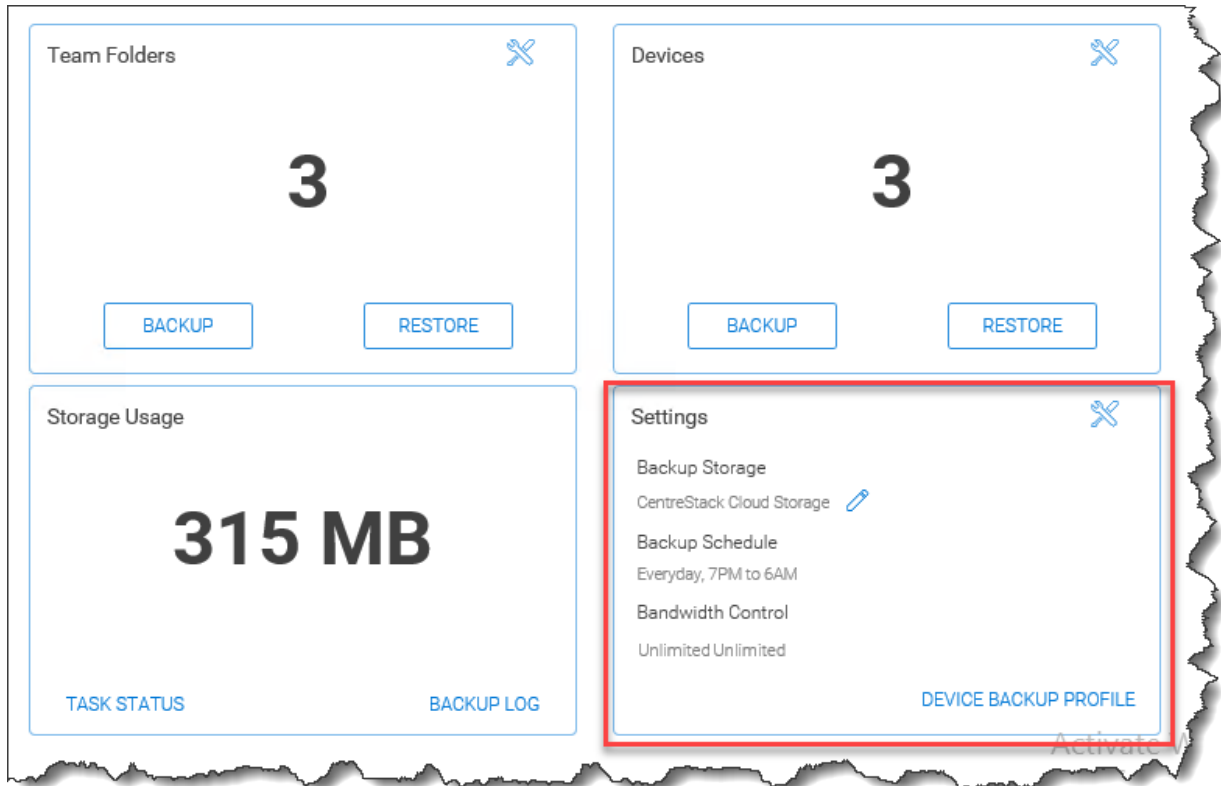 Team Folders
3
BACKUP
RESTORE
Devices
3
BACKUP
RESTORE
Storage Usage
315 MB
TASK STATUS
BACKUP LOG
Settings
Backup Storage
CentreStack Cloud Storage
Backup Schedule
Everyday, 7PM to 6AM
Bandwidth Control
Unlimited Unlimited
DEVICE BACKUP PROFILE
Activate